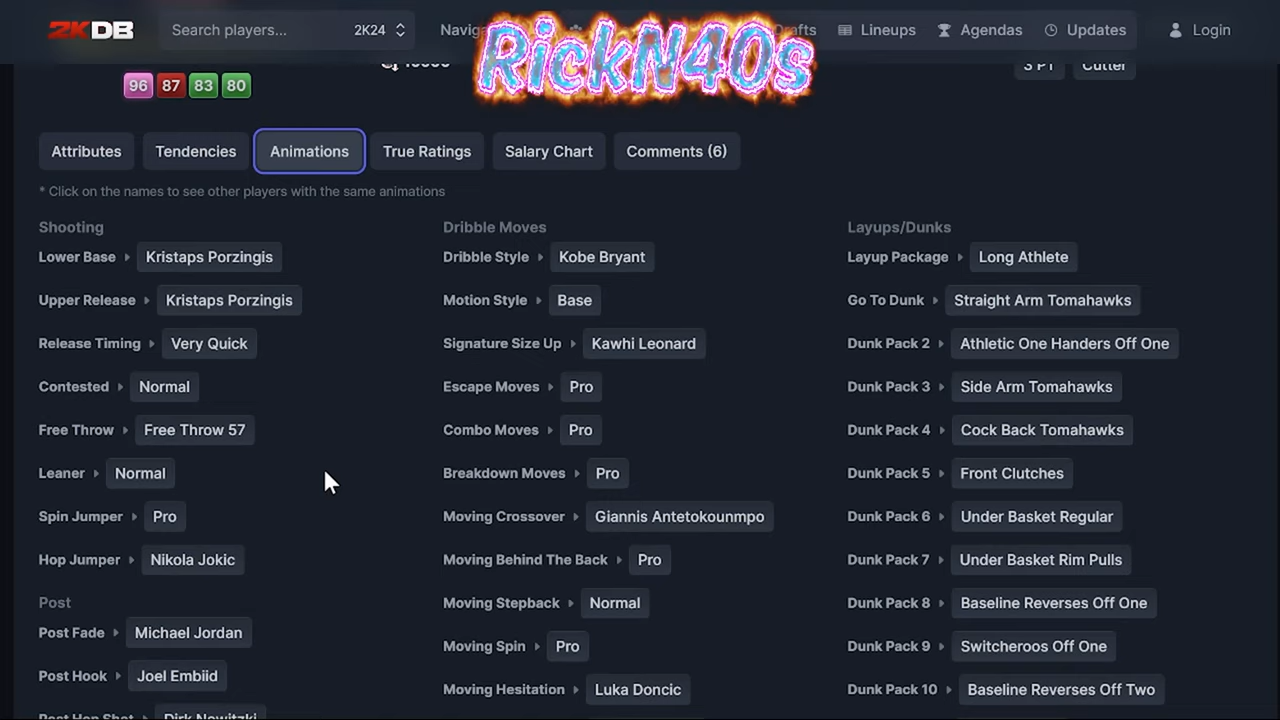 2KDB
Search players...
2K24
RickN40s
Drafts
Lineups
Agendas
Updates
Login
3 PT
Cutter
96 87 83 80
Attributes
Tendencies
Animations
True Ratings
Salary Chart
Comments (6)
* Click on the names to see other players with the same animations
Shooting
Lower Base Kristaps Porzingis
Upper Release Kristaps Porzingis
Release Timing Very Quick
Contested Normal
Free Throw Free Throw 57
Leaner Normal
Spin Jumper Pro
Hop Jumper Nikola Jokic
Post
Post Fade Michael Jordan
Post Hook Joel Embiid
Post Hop Shot Dirk Nowitzki
Dribble Moves
Dribble Style Kobe Bryant
Motion Style Base
Signature Size Up Kawhi Leonard
Escape Moves Pro
Combo Moves Pro
Breakdown Moves Pro
Moving Crossover Giannis Antetokounmpo
Moving Behind The Back Pro
Moving Stepback Normal
Moving Spin Pro
Moving Hesitation Luka Doncic
Layups/Dunks
Layup Package Long Athlete
Go To Dunk Straight Arm Tomahawks
Dunk Pack 2 Athletic One Handers Off One
Dunk Pack 3 Side Arm Tomahawks
Dunk Pack 4 Cock Back Tomahawks
Dunk Pack 5 Front Clutches
Dunk Pack 6 Under Basket Regular
Dunk Pack 7 Under Basket Rim Pulls
Dunk Pack 8 Baseline Reverses Off One
Dunk Pack 9 Switcheroos Off One
Dunk Pack 10 Baseline Reverses Off Two